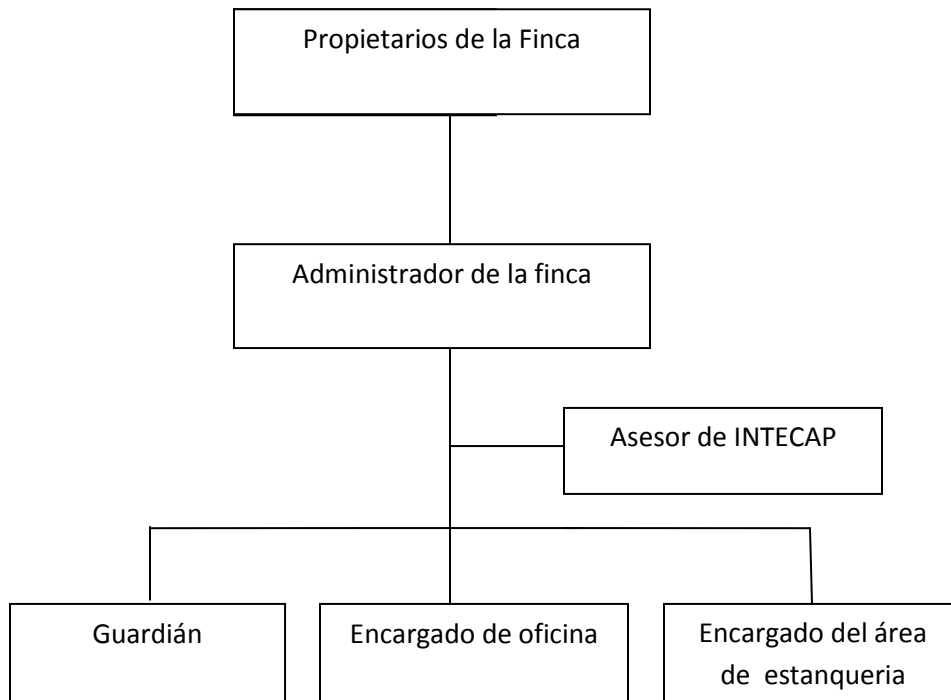 Propietarios de la Finca
Administrador de la finca
Asesor de INTECAP
Guardián
Encargado de oficina
Encargado del área
de estanqueria